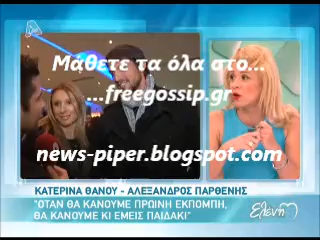 Μάθετε τα όλα στο...
...freegossip.gr
news-piper.blogspot.com
ΚΑΤΕΡΙΝΑ ΘΑΝΟΥ - ΑΛΕΞΑΝΔΡΟΣ ΠΑΡΘΕΝΗΣ
"ΟΤΑΝ ΘΑ ΚΑΝΟΥΜΕ ΠΡΩΙΝΗ ΕΚΠΟΜΠΗ,
ΘΑ ΚΑΝΟΥΜΕ ΚΙ ΕΜΕΙΣ ΠΑΙΔΑΚΙ"
Ελένη